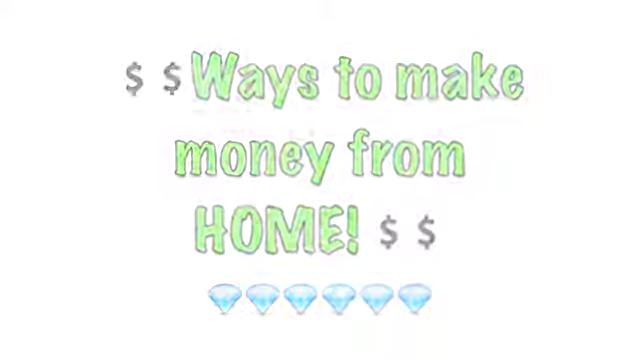 $ $Ways to make
money from
HOME! $ $
💎💎💎💎💎💎